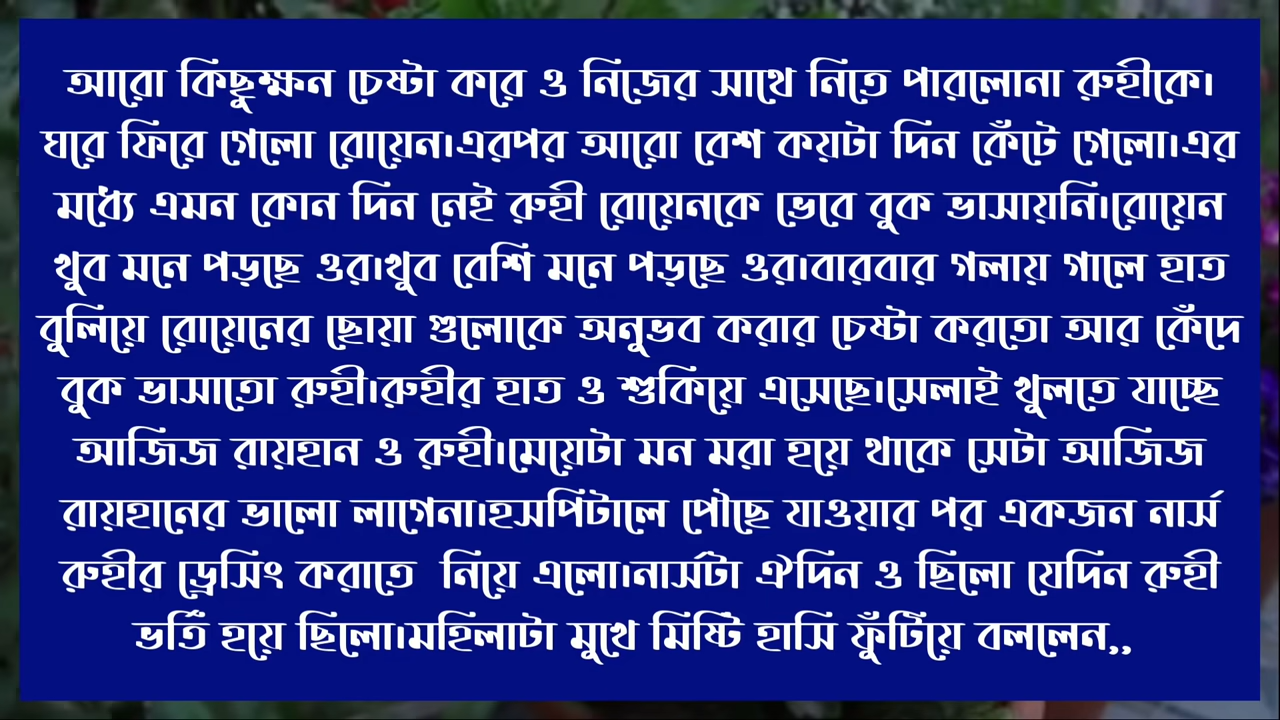 আরো কিছুক্ষন চেষ্টা করে ও নিজের সাথে নিতে পারলোনা রুহীকে।
ঘরে ফিরে গেলো রোয়েন।এরপর আরো বেশ কয়টা দিন কেঁটে গেলো।এর
মধ্যে এমন কোন দিন নেই রুহী রোয়েনকে ভেবে বুক ভাসায়নি।রোয়েন
খুব মনে পড়ছে ওর।খুব বেশি মনে পড়ছে ওর।বারবার গলায় গালে হাত
বুলিয়ে রোয়েনের ছোয়া গুলোকে অনুভব করার চেষ্টা করতো আর কেঁদে
বুক ভাসাতো রুহী।রুহীর হাত ও শুকিয়ে এসেছে।সেলাই খুলতে যাচ্ছে
আজিজ রায়হান ও রুহী।মেয়েটা মন মরা হয়ে থাকে সেটা আজিজ
রায়হানের ভালো লাগেনা।হসপিটালে পৌছে যাওয়ার পর একজন নার্স
রুহীর ড্রেসিং করাতে  নিয়ে এলো।নার্সটা ঐদিন ও ছিলো যেদিন রুহী
ভর্তি হয়ে ছিলো।মহিলাটা মুখে মিষ্টি হাসি ফুঁটিয়ে বললেন,,